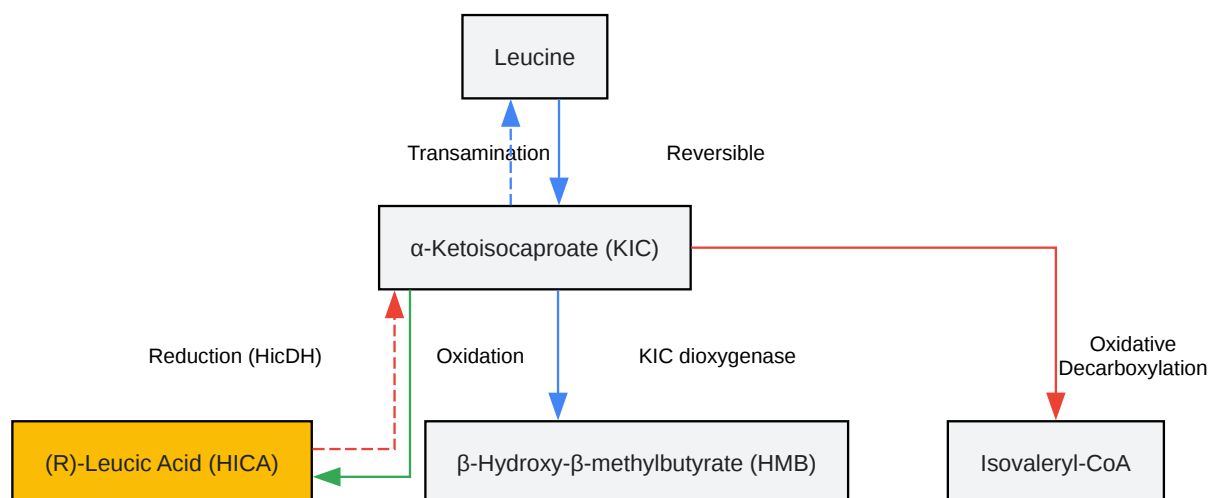 Leucine
Transamination
Reversible
α-Ketoisocaproate (KIC)
Reduction (HicDH)
Oxidation
KIC dioxygenase
Oxidative
Decarboxylation
(R)-Leucic Acid (HICA)
β-Hydroxy-β-methylbutyrate (HMB)
Isovaleryl-CoA